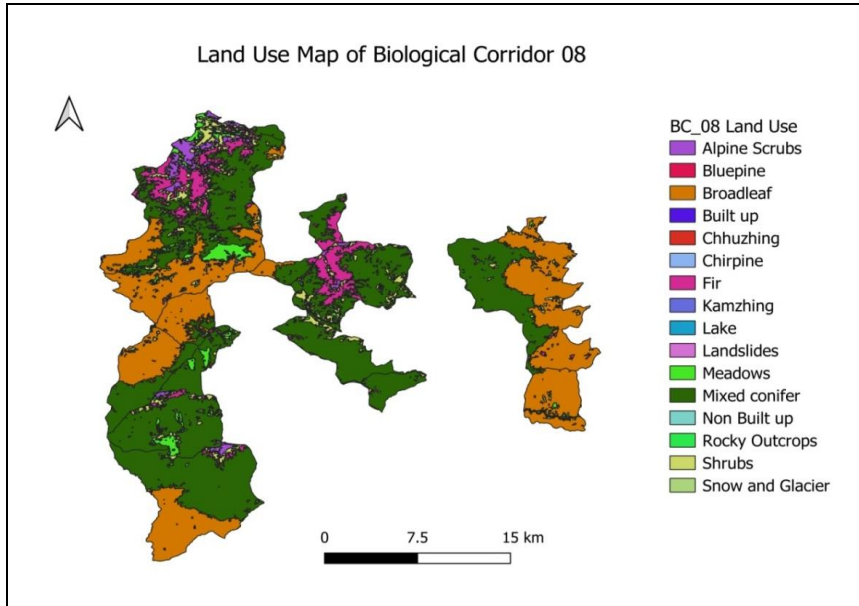 Land Use Map of Biological Corridor 08
BC_08 Land Use
Alpine Scrubs
Bluepine
Broadleaf
Built up
Chhuzhing
Chirpine
Fir
Kamzhing
Lake
Landslides
Meadows
Mixed conifer
Non Built up
Rocky Outcrops
Shrubs
Snow and Glacier
0 7.5 15 km